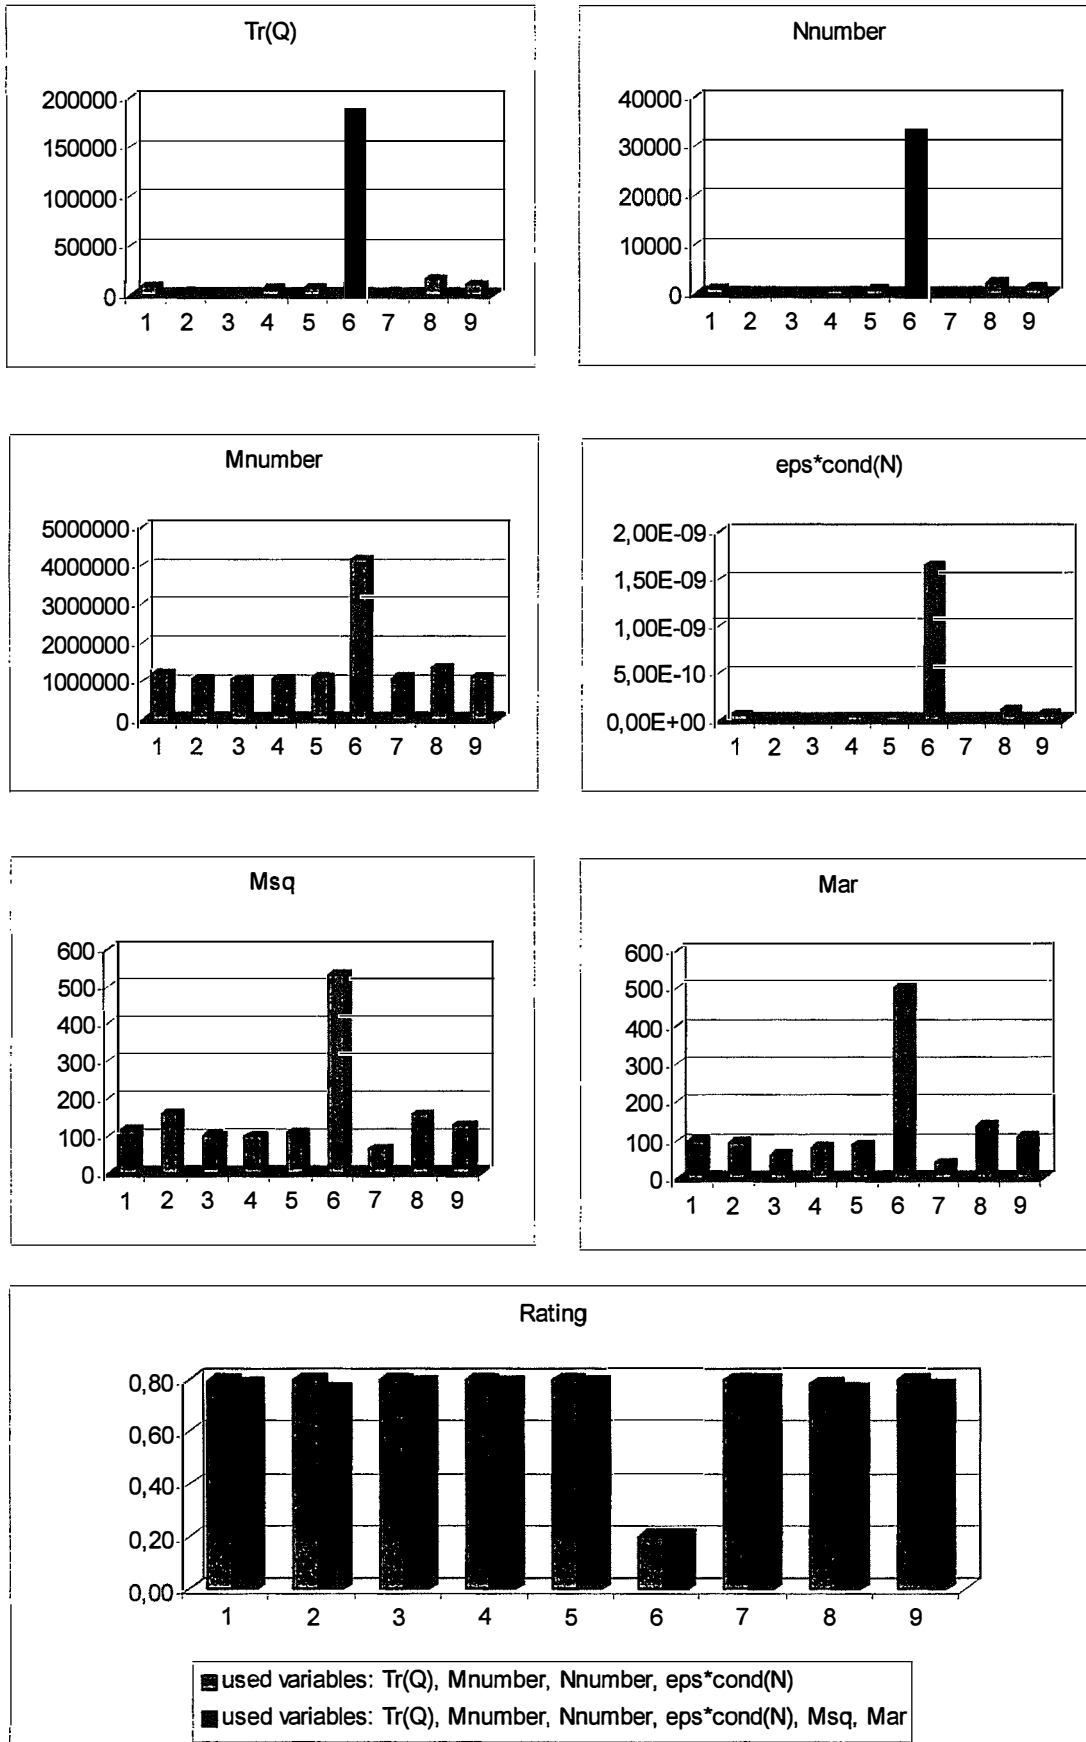 Tr(Q)
200000
150000
100000
50000
0
1 2 3 4 5 6 7 8 9
Nnumber
40000
30000
20000
10000
0
1 2 3 4 5 6 7 8 9
Mnumber
5000000
4000000
3000000
2000000
1000000
0
1 2 3 4 5 6 7 8 9
eps*cond(N)
2,00E-09
1,50E-09
1,00E-09
5,00E-10
0,00E+00
1 2 3 4 5 6 7 8 9
Msq
600
500
400
300
200
100
0
1 2 3 4 5 6 7 8 9
Mar
600
500
400
300
200
100
0
1 2 3 4 5 6 7 8 9
Rating
0,80
0,60
0,40
0,20
0,00
1 2 3 4 5 6 7 8 9
used variables: Tr(Q), Mnumber, Nnumber, eps*cond(N)
used variables: Tr(Q), Mnumber, Nnumber, eps*cond(N), Msq, Mar